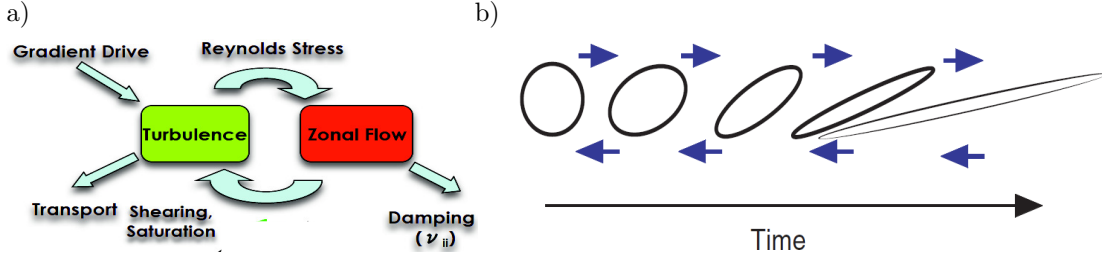 a)
Gradient Drive
Reynolds Stress
Turbulence
Zonal Flow
Transport
Shearing,
Saturation
Damping
(ν ii)
b)
Time